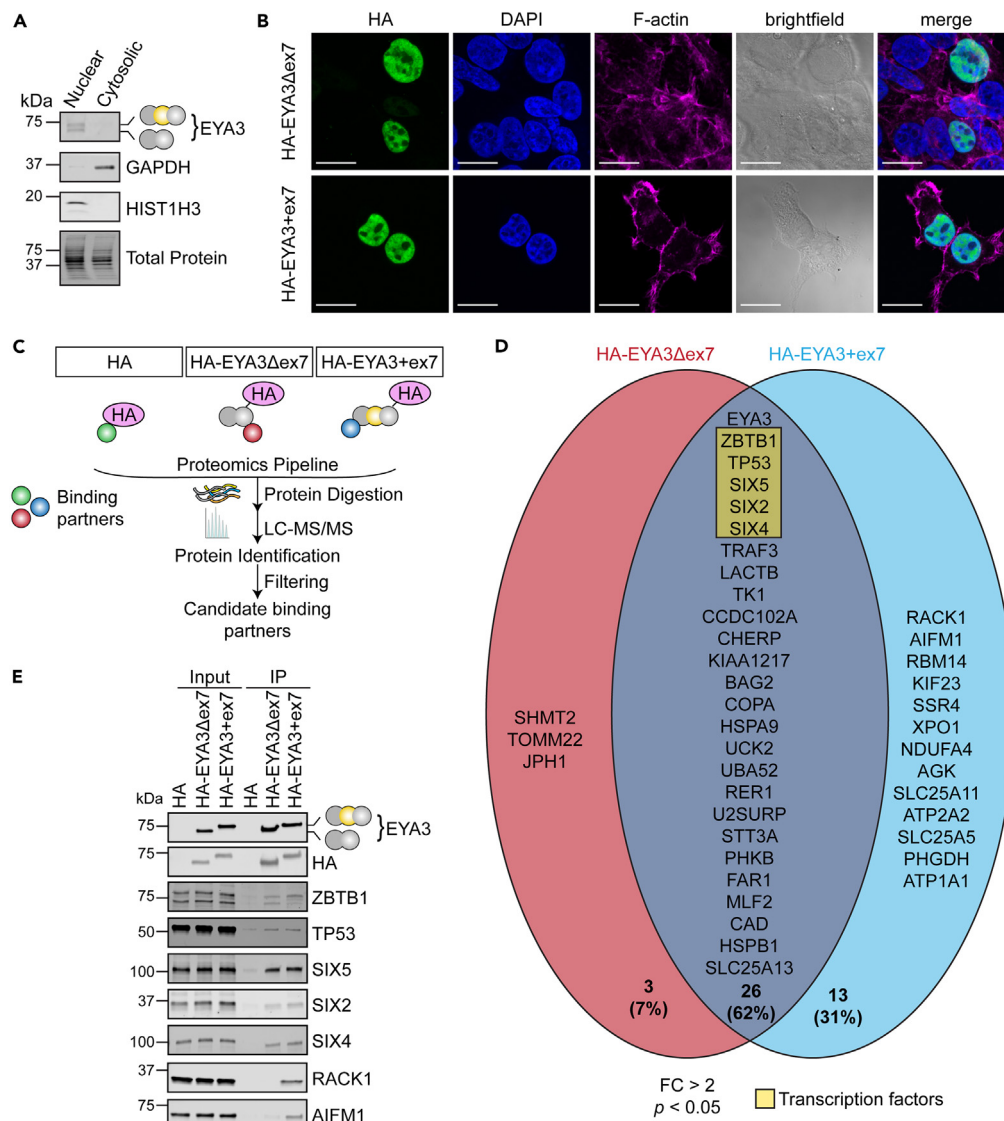 A
Nuclear
Cytosolic
kDa
75
EYA3
37
GAPDH
20
HIST1H3
75
37
Total Protein
B
HA
DAPI
F-actin
brightfield
merge
HA-EYA3Δex7
HA-EYA3+ex7
C
HA
HA-EYA3Δex7
HA-EYA3+ex7
HA
HA
HA
Proteomics Pipeline
Binding
partners
Protein Digestion
LC-MS/MS
Protein Identification
Filtering
Candidate binding
partners
D
HA-EYA3Δex7
HA-EYA3+ex7
EYA3
ZBTB1
TP53
SIX5
SIX2
SIX4
TRAF3
LACTB
TK1
CCDC102A
CHERP
KIAA1217
BAG2
COPA
HSPA9
UCK2
UBA52
RER1
U2SURP
STT3A
PHKB
FAR1
MLF2
CAD
HSPB1
SLC25A13
SHMT2
TOMM22
JPH1
RACK1
AIFM1
RBM14
KIF23
SSR4
XPO1
NDUFA4
AGK
SLC25A11
ATP2A2
SLC25A5
PHGDH
ATP1A1
3
(7%)
26
(62%)
13
(31%)
FC > 2
p < 0.05
Transcription factors
E
Input
IP
HA
HA-EYA3Δex7
HA-EYA3+ex7
HA
HA-EYA3Δex7
HA-EYA3+ex7
kDa
75
EYA3
75
HA
75
ZBTB1
50
TP53
100
SIX5
37
SIX2
100
SIX4
37
RACK1
75
AIFM1